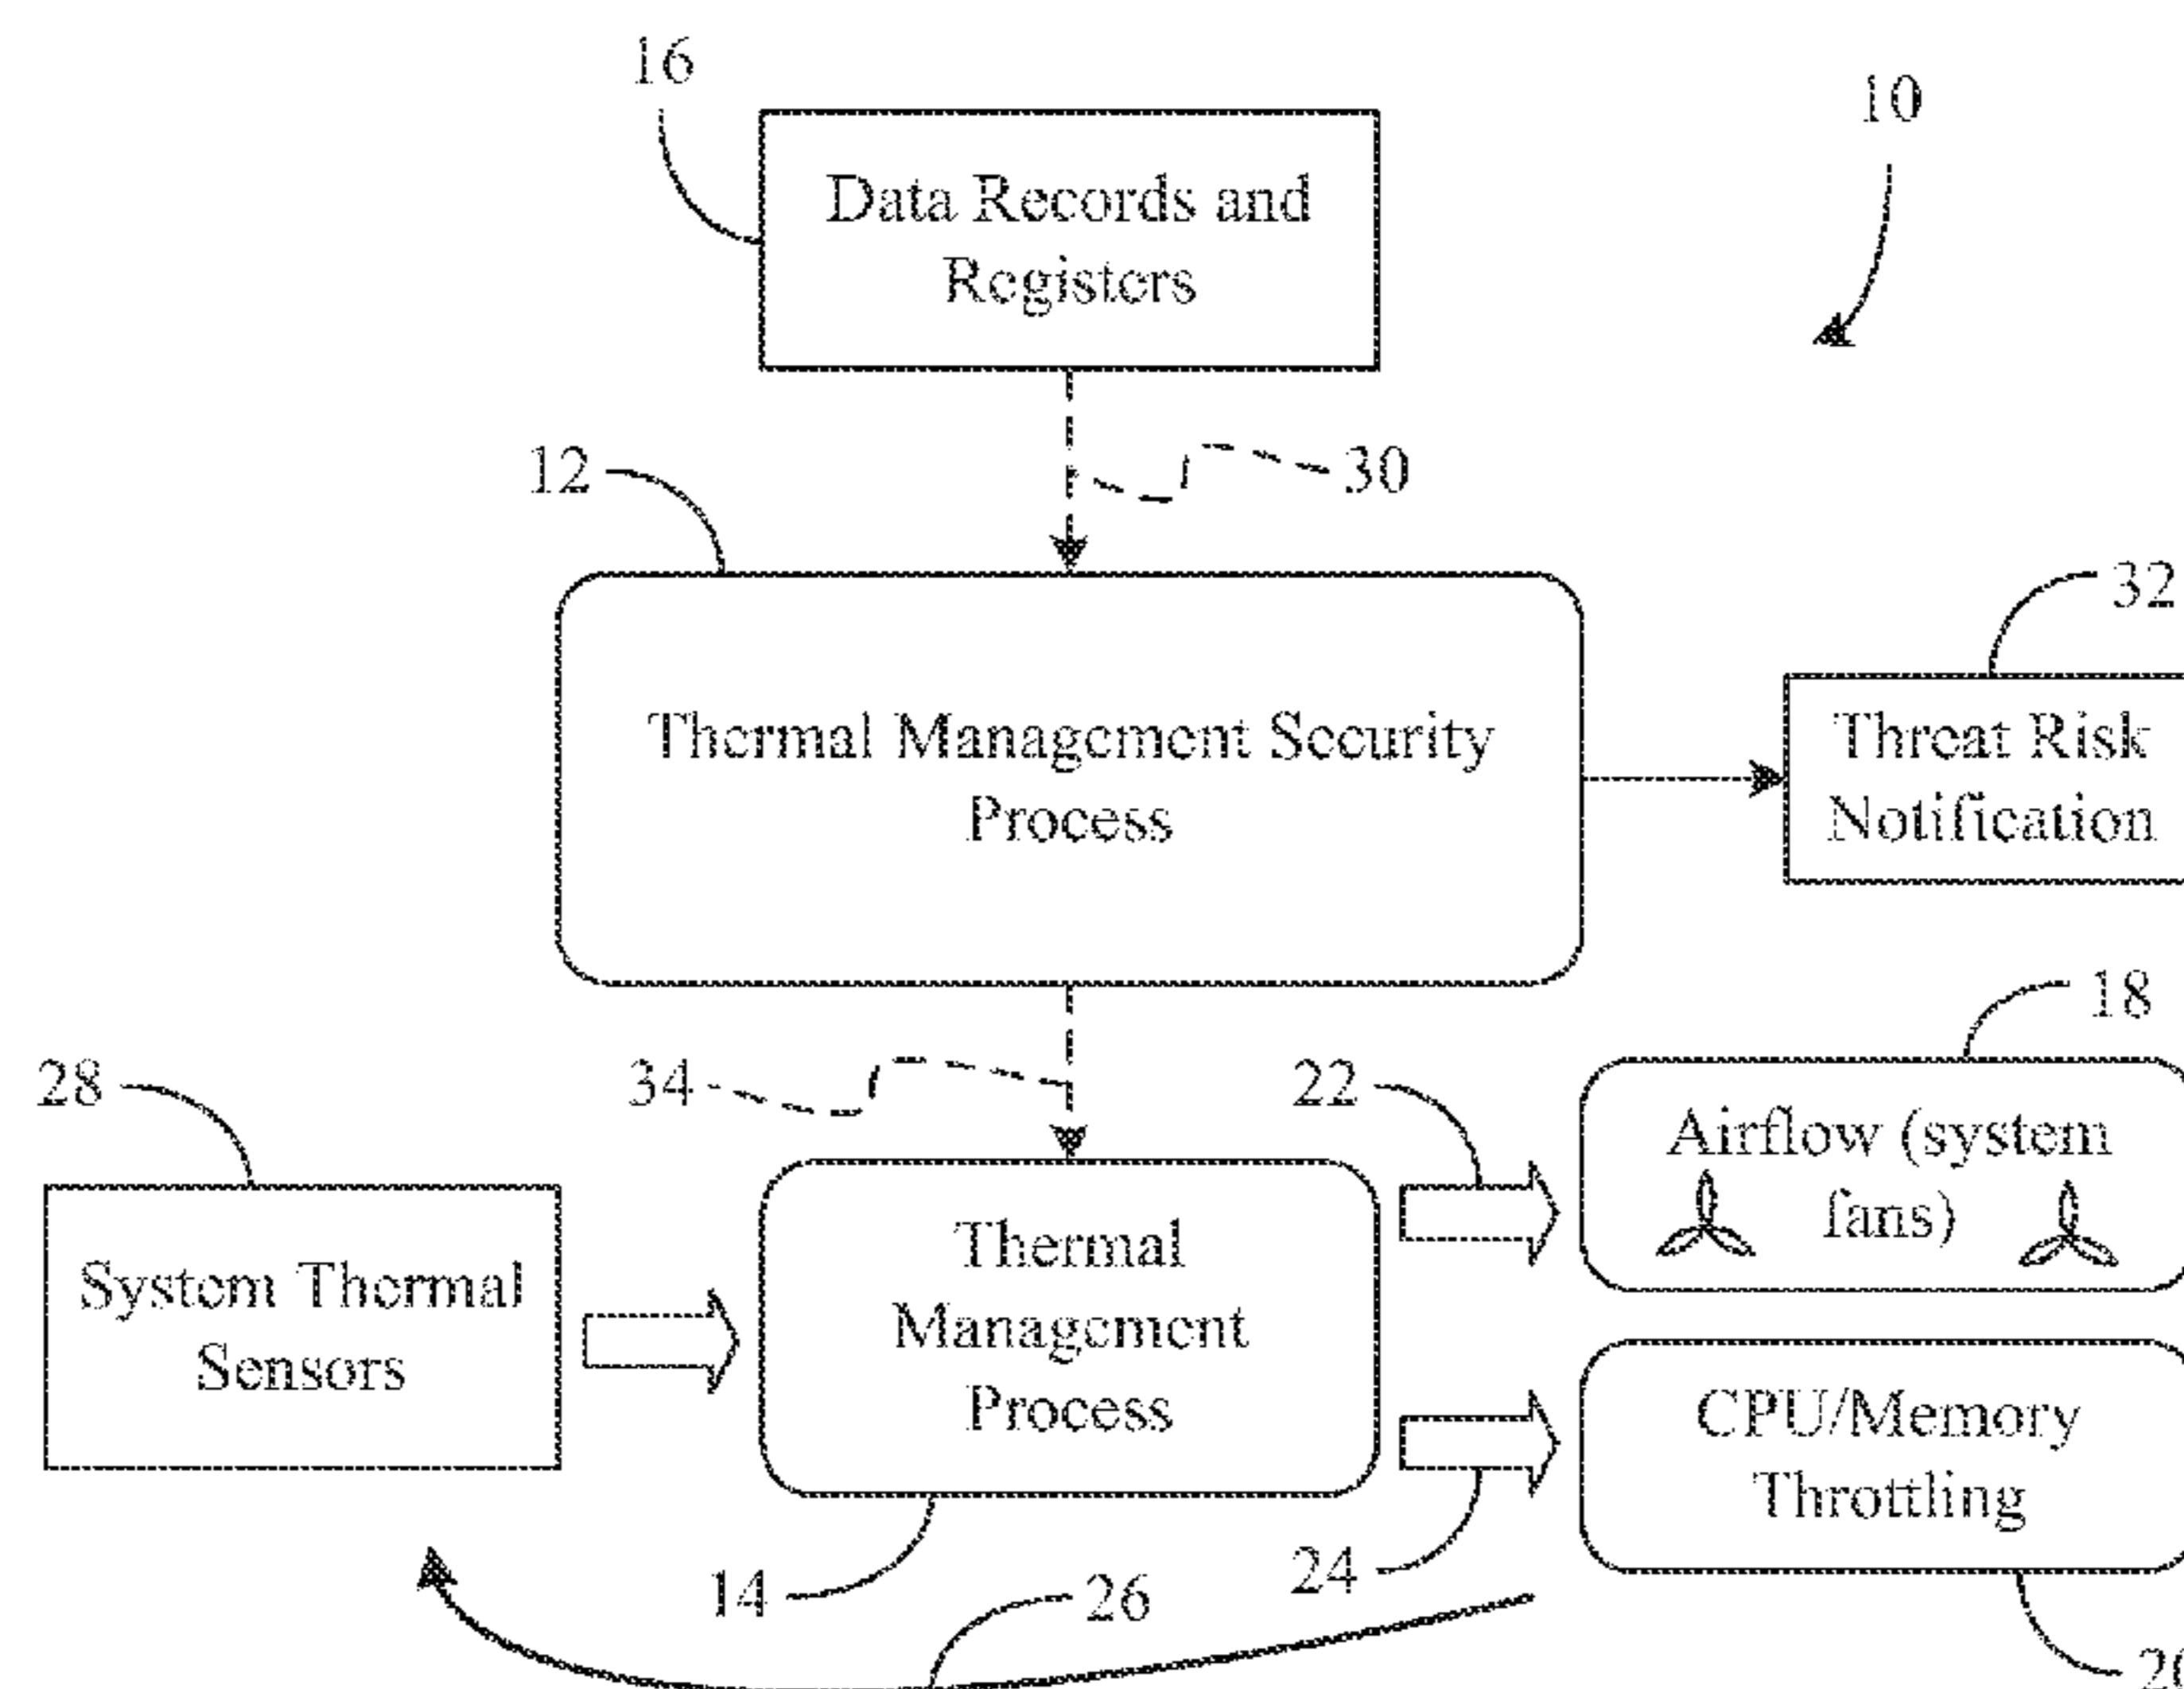 16
10
Data Records and
Registers
12
30
32
Thermal Management Security
Process
Threat Risk
Notification
18
28
34
22
Airflow (system
fans)
System Thermal
Sensors
Thermal
Management
Process
CPU/Memory
Throttling
14
26
24
20